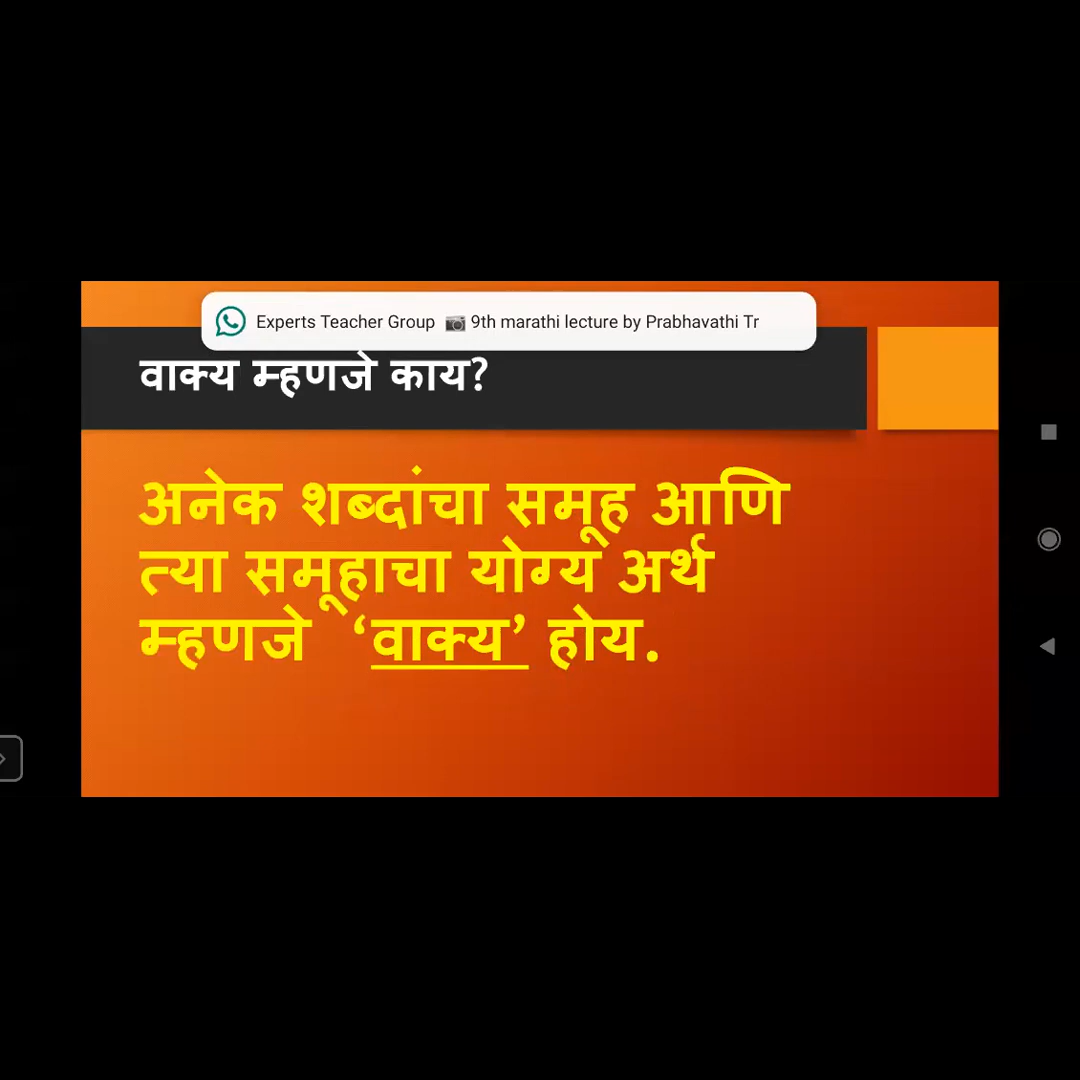 Experts Teacher Group 📷 9th marathi lecture by Prabhavathi Tr
वाक्य म्हणजे काय?
अनेक शब्दांचा समूह आणि
त्या समूहाचा योग्य अर्थ
म्हणजे ‘वाक्य’ होय.